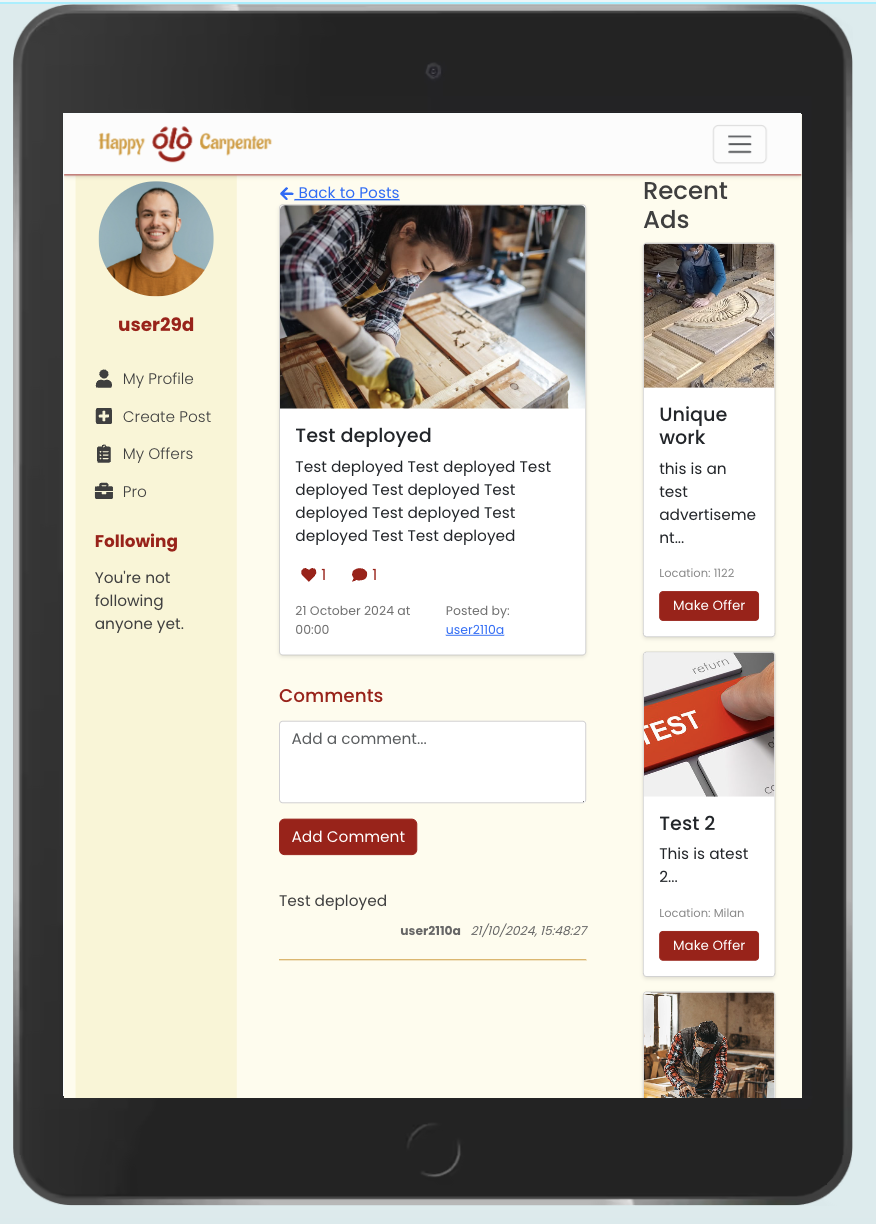 Happy ólò Carpenter
user29d
My Profile
Create Post
My Offers
Pro
Following
You're not
following
anyone yet.
Back to Posts
Test deployed
Test deployed Test deployed Test
deployed Test deployed Test
deployed Test deployed Test
deployed Test Test deployed
1 1
21 October 2024 at
00:00
Posted by:
user2110a
Comments
Add a comment...
Add Comment
Test deployed
user2110a 21/10/2024, 15:48:27
Recent
Ads
Unique
work
this is an
test
advertiseme
nt...
Location: 1122
Make Offer
return
TEST
Test 2
This is atest
2...
Location: Milan
Make Offer